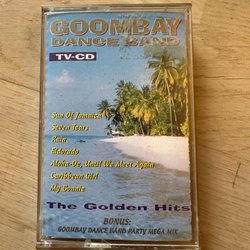 GOOMBAY
DANCE BAND
TV-CD
Sun Of Jamaica
Seven Tears
Rain
Eldorado
Aloha-Oe, Until We Meet Again
Caribbean Girl
My Bonnie
The Golden Hits
BONUS:
GOOMBAY DANCE BAND PARTY MEGA MIX